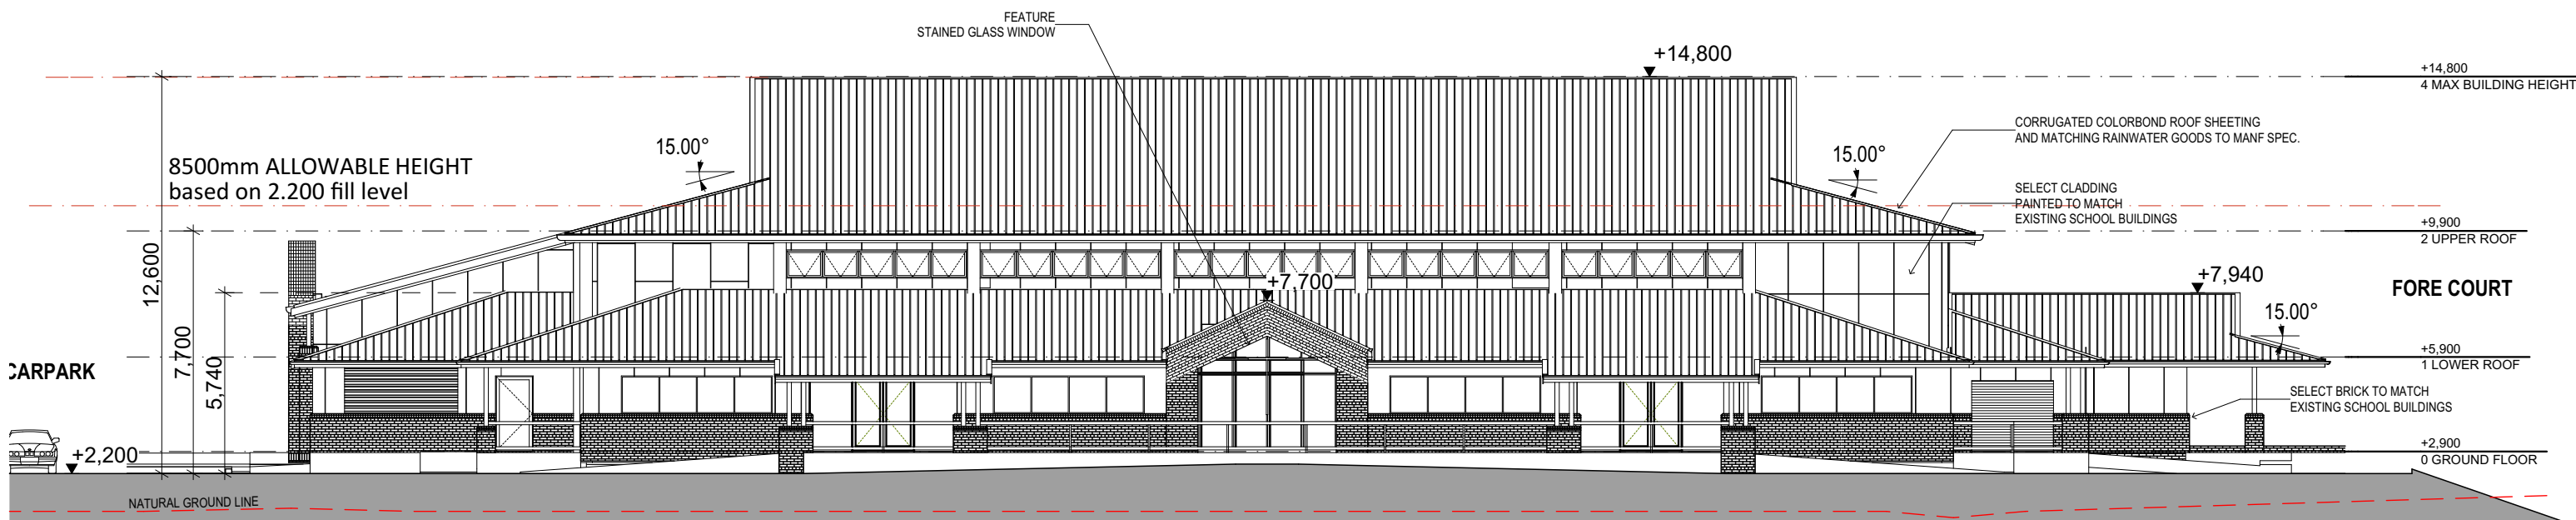 FEATURE
STAINED GLASS WINDOW
+14,800
+14,800
4 MAX BUILDING HEIGHT
CORRUGATED COLORBOND ROOF SHEETING
AND MATCHING RAINWATER GOODS TO MANF SPEC.
15.00°
15.00°
8500mm ALLOWABLE HEIGHT
based on 2.200 fill level
SELECT CLADDING
PAINTED TO MATCH
EXISTING SCHOOL BUILDINGS
+9,900
2 UPPER ROOF
12,600
7,700
5,740
+7,700
+7,940
FORE COURT
15.00°
+5,900
1 LOWER ROOF
CARPARK
SELECT BRICK TO MATCH
EXISTING SCHOOL BUILDINGS
+2,200
+2,900
0 GROUND FLOOR
NATURAL GROUND LINE